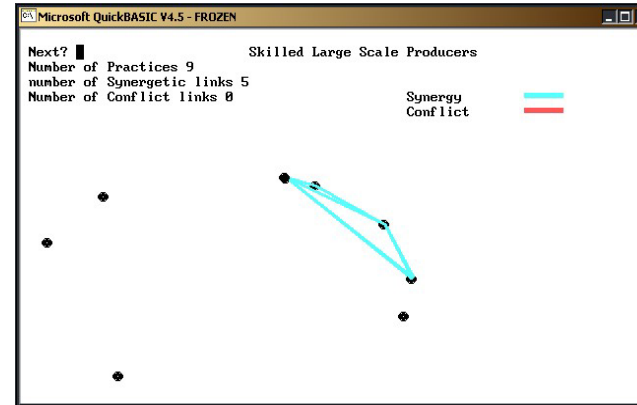 Microsoft QuickBASIC V4.5 - FROZEN
Next? Skilled Large Scale Producers
Number of Practices 9
number of Synergetic links 5
Number of Conflict links 0
Synergy
Conflict